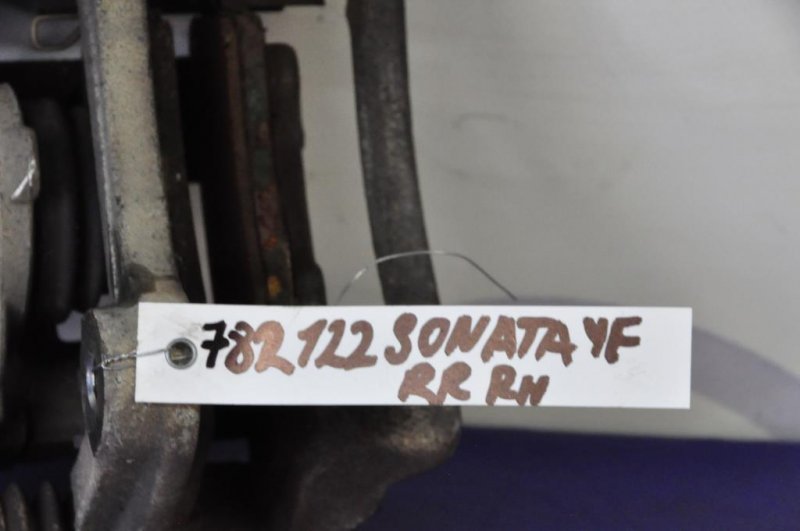 782122 SONATA YF
RR RH